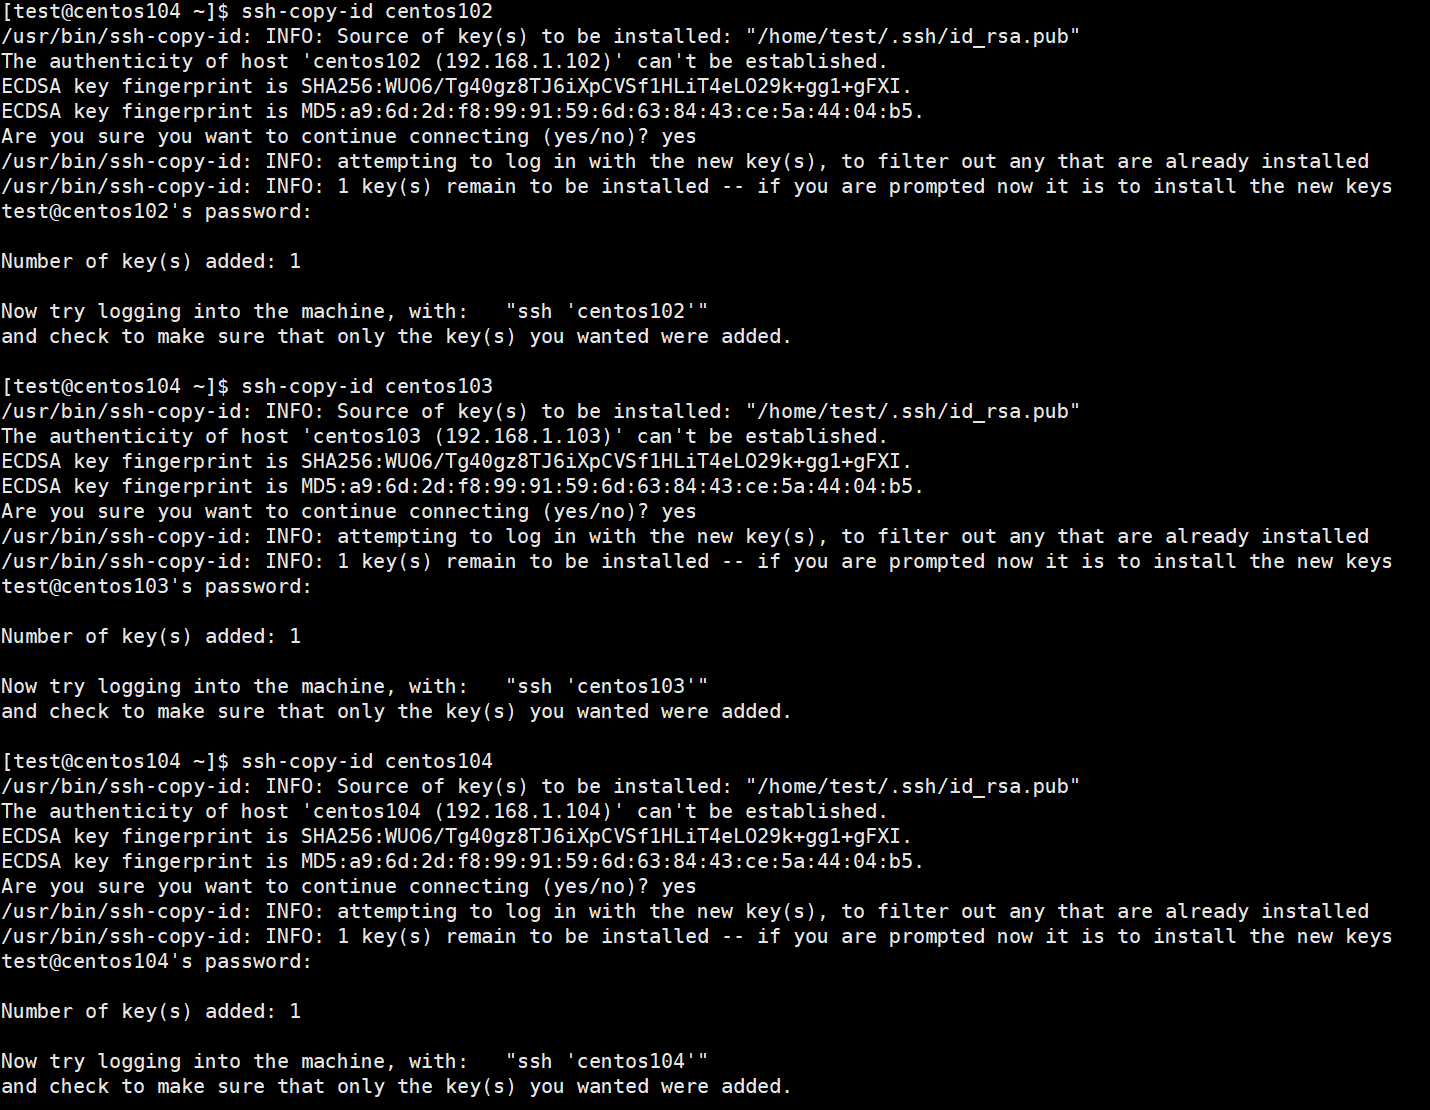 [test@centos104 ~]$ ssh-copy-id centos102
/usr/bin/ssh-copy-id: INFO: Source of key(s) to be installed: "/home/test/.ssh/id_rsa.pub"
The authenticity of host 'centos102 (192.168.1.102)' can't be established.
ECDSA key fingerprint is SHA256:WUO6/Tg40gz8TJ6iXpCVSf1HLiT4eLO29k+gg1+gFXI.
ECDSA key fingerprint is MD5:a9:6d:2d:f8:99:91:59:6d:63:84:43:ce:5a:44:04:b5.
Are you sure you want to continue connecting (yes/no)? yes
/usr/bin/ssh-copy-id: INFO: attempting to log in with the new key(s), to filter out any that are already installed
/usr/bin/ssh-copy-id: INFO: 1 key(s) remain to be installed -- if you are prompted now it is to install the new keys
test@centos102's password:

Number of key(s) added: 1

Now try logging into the machine, with:   "ssh 'centos102'"
and check to make sure that only the key(s) you wanted were added.

[test@centos104 ~]$ ssh-copy-id centos103
/usr/bin/ssh-copy-id: INFO: Source of key(s) to be installed: "/home/test/.ssh/id_rsa.pub"
The authenticity of host 'centos103 (192.168.1.103)' can't be established.
ECDSA key fingerprint is SHA256:WUO6/Tg40gz8TJ6iXpCVSf1HLiT4eLO29k+gg1+gFXI.
ECDSA key fingerprint is MD5:a9:6d:2d:f8:99:91:59:6d:63:84:43:ce:5a:44:04:b5.
Are you sure you want to continue connecting (yes/no)? yes
/usr/bin/ssh-copy-id: INFO: attempting to log in with the new key(s), to filter out any that are already installed
/usr/bin/ssh-copy-id: INFO: 1 key(s) remain to be installed -- if you are prompted now it is to install the new keys
test@centos103's password:

Number of key(s) added: 1

Now try logging into the machine, with:   "ssh 'centos103'"
and check to make sure that only the key(s) you wanted were added.

[test@centos104 ~]$ ssh-copy-id centos104
/usr/bin/ssh-copy-id: INFO: Source of key(s) to be installed: "/home/test/.ssh/id_rsa.pub"
The authenticity of host 'centos104 (192.168.1.104)' can't be established.
ECDSA key fingerprint is SHA256:WUO6/Tg40gz8TJ6iXpCVSf1HLiT4eLO29k+gg1+gFXI.
ECDSA key fingerprint is MD5:a9:6d:2d:f8:99:91:59:6d:63:84:43:ce:5a:44:04:b5.
Are you sure you want to continue connecting (yes/no)? yes
/usr/bin/ssh-copy-id: INFO: attempting to log in with the new key(s), to filter out any that are already installed
/usr/bin/ssh-copy-id: INFO: 1 key(s) remain to be installed -- if you are prompted now it is to install the new keys
test@centos104's password:

Number of key(s) added: 1

Now try logging into the machine, with:   "ssh 'centos104'"
and check to make sure that only the key(s) you wanted were added.